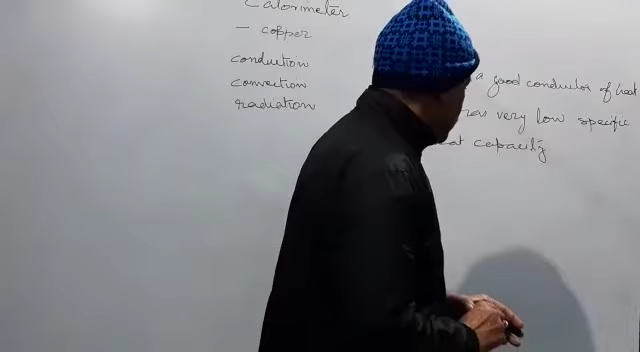 Calorimeter
- copper
conduction
convection
radiation
a good conductor of heat
very low specific
capacity